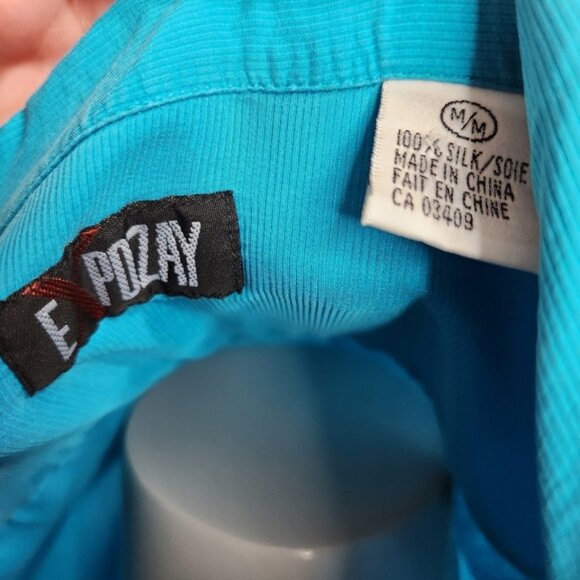 E POZAY
M/M
100% SILK/SOIE
MADE IN CHINA
FAIT EN CHINE
CA 03409